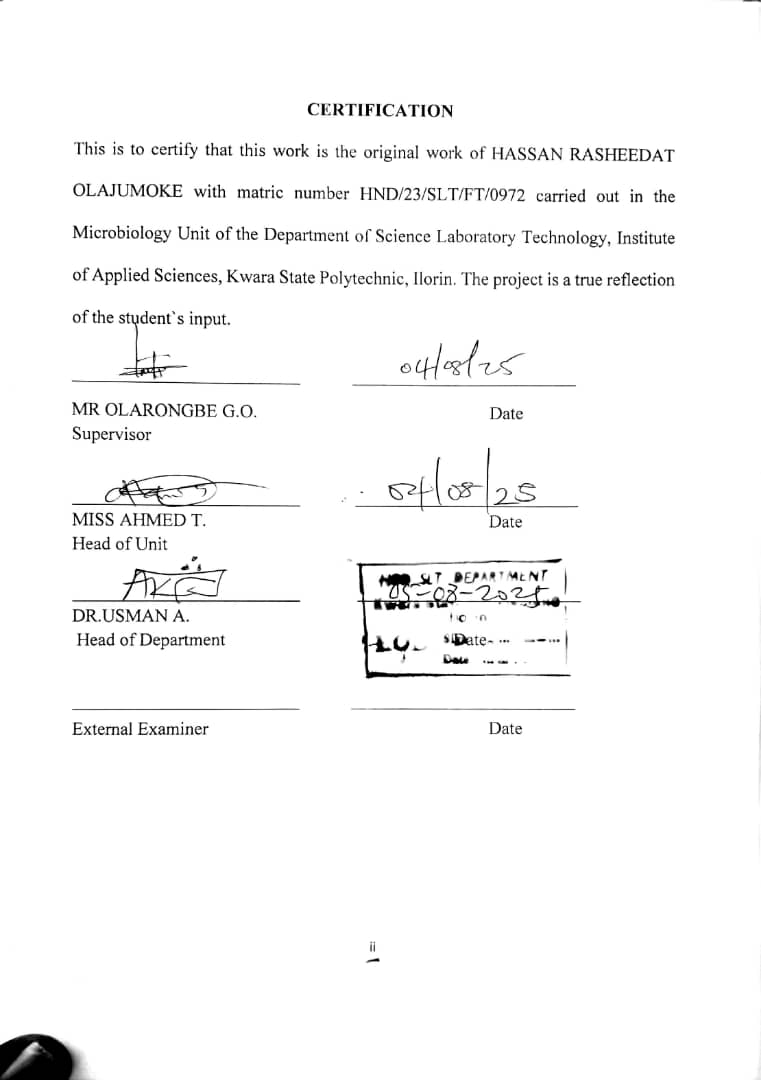 CERTIFICATION
This is to certify that this work is the original work of HASSAN RASHEEDAT
OLAJUMOKE with matric number HND/23/SLT/FT/0972 carried out in the
Microbiology Unit of the Department of Science Laboratory Technology, Institute
of Applied Sciences, Kwara State Polytechnic, Ilorin. The project is a true reflection
of the student`s input.
04/08/25
MR OLARONGBE G.O.
Date
Supervisor
04/08/25
MISS AHMED T.
Date
Head of Unit
SLT DEPARTMENT
DR.USMAN A.
Head of Department
Date
Date
External Examiner
Date
ii